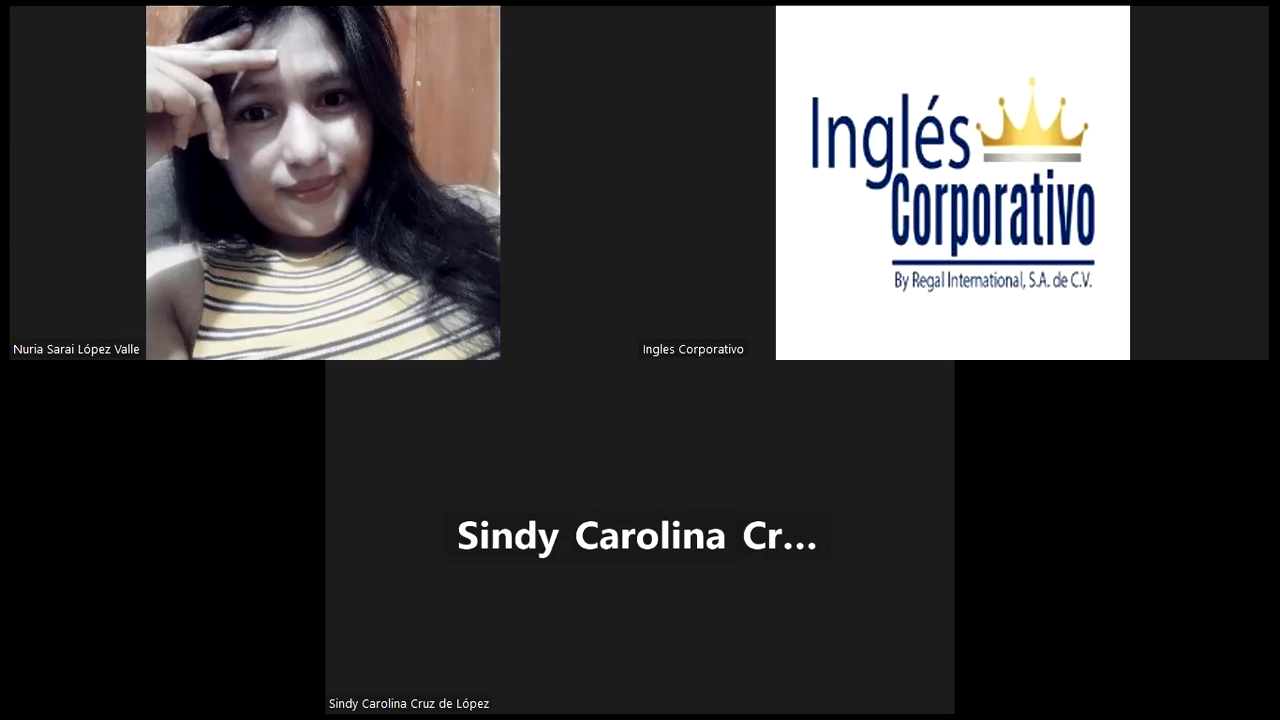 Inglés
Corporativo
By Regal International, S.A. de C.V.
Nuria Sarai López Valle
Ingles Corporativo
Sindy Carolina Cr...
Sindy Carolina Cruz de López